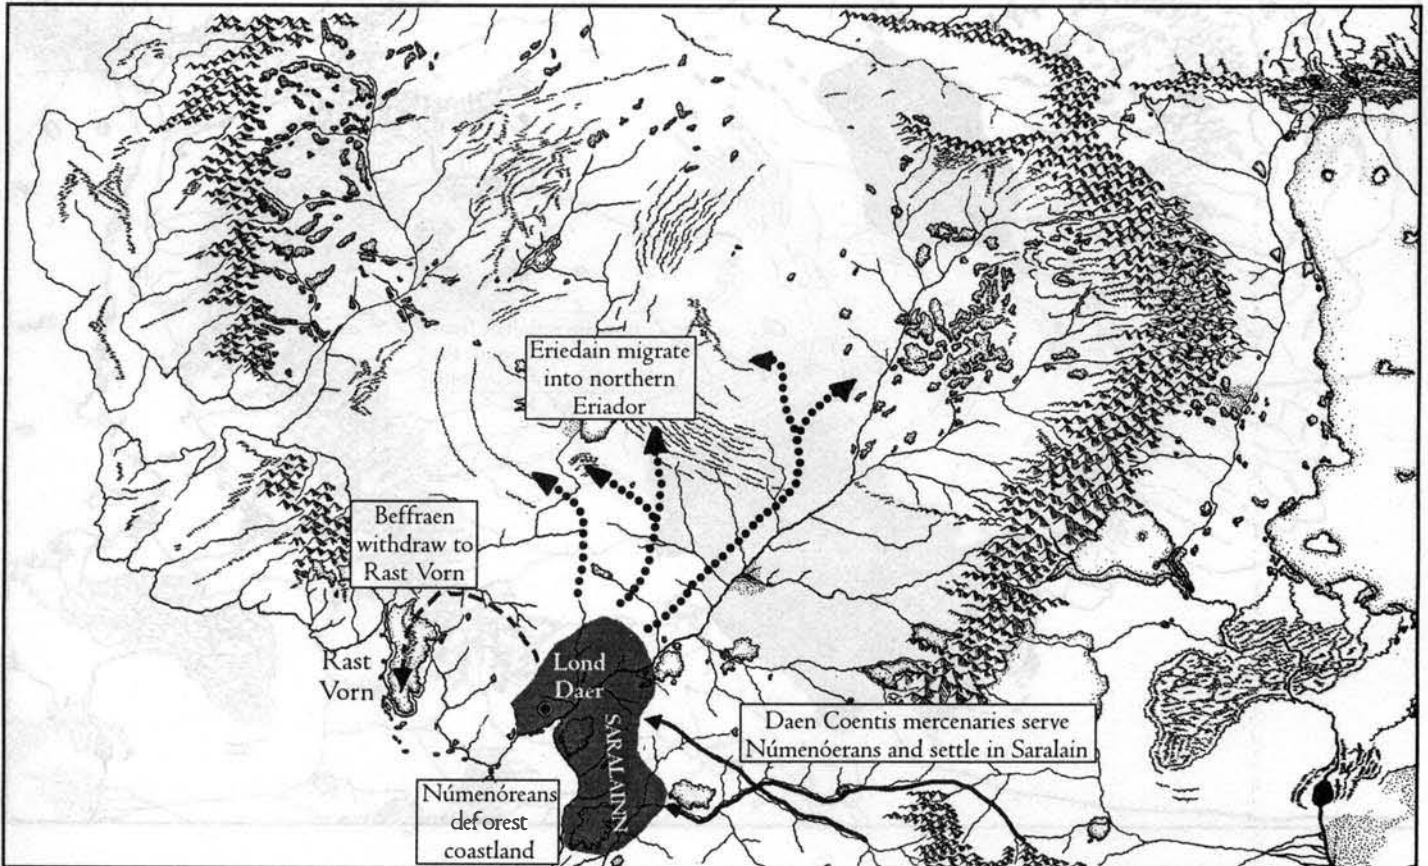 Eriedain migrate
into northern
Eriador
Beffraen
withdraw to
Rast Vorn
Rast
Vorn
Lond
Daer
SARALAINN
Daen Coentis mercenaries serve
Númenóerans and settle in Saralain
Númenóreans
deforest
coastland